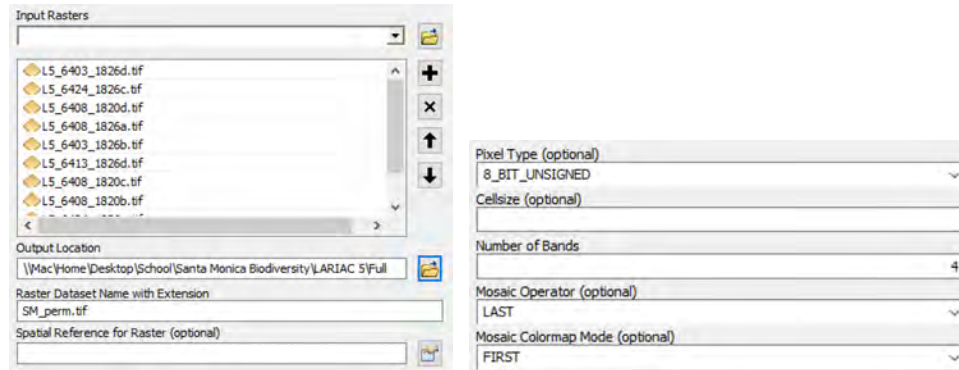 Input Rasters
L5_6403_1826d.tif
L5_6424_1826c.tif
L5_6408_1820d.tif
L5_6408_1826a.tif
L5_6403_1826b.tif
L5_6413_1826d.tif
L5_6408_1820c.tif
L5_6408_1820b.tif
Output Location
\\Mac\Home\Desktop\School\Santa Monica Biodiversity\LARIAC 5\Full
Raster Dataset Name with Extension
SM_perm.tif
Spatial Reference for Raster (optional)
Pixel Type (optional)
8_BIT_UNSIGNED
Cellsize (optional)
Number of Bands
4
Mosaic Operator (optional)
LAST
Mosaic Colormap Mode (optional)
FIRST